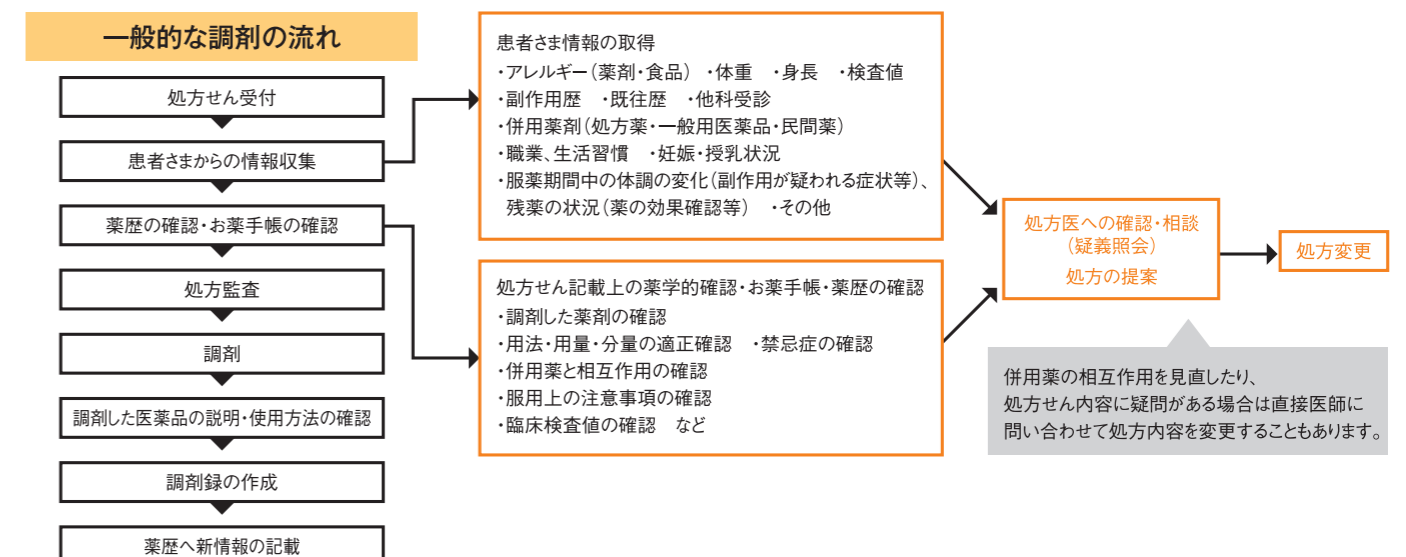 一般的な調剤の流れ
処方せん受付
患者さまからの情報収集
薬歴の確認・お薬手帳の確認
処方監査
調剤
調剤した医薬品の説明・使用方法の確認
調剤録の作成
薬歴へ新情報の記載
患者さま情報の取得
・アレルギー(薬剤・食品) ・体重 ・身長 ・検査値
・副作用歴 ・既往歴 ・他科受診
・併用薬剤(処方薬・一般用医薬品・民間薬)
・職業、生活習慣 ・妊娠・授乳状況
・服薬期間中の体調の変化(副作用が疑われる症状等)、
残薬の状況(薬の効果確認等) ・その他
処方せん記載上の薬学的確認・お薬手帳・薬歴の確認
・調剤した薬剤の確認
・用法・用量・分量の適正確認 ・禁忌症の確認
・併用薬と相互作用の確認
・服用上の注意事項の確認
・臨床検査値の確認 など
処方医への確認・相談
(疑義照会)
処方の提案
処方変更
併用薬の相互作用を見直したり、
処方せん内容に疑問がある場合は直接医師に
問い合わせて処方内容を変更することもあります。